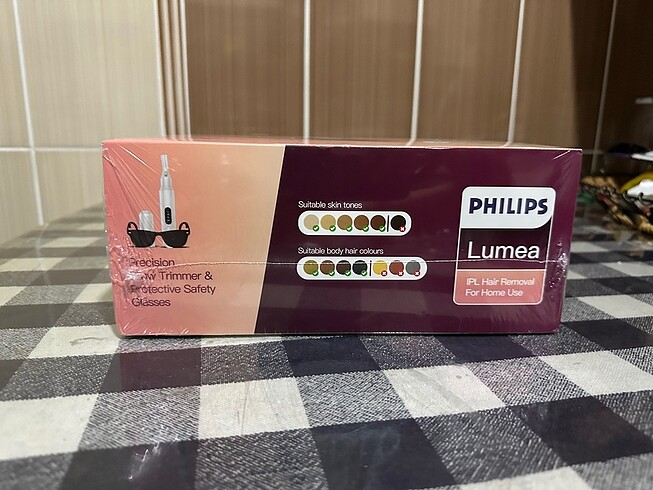 Suitable skin tones
Suitable body hair colours
PHILIPS
Lumea
IPL Hair Removal
For Home Use
Precision
Trimmer &
Protective Safety
Glasses